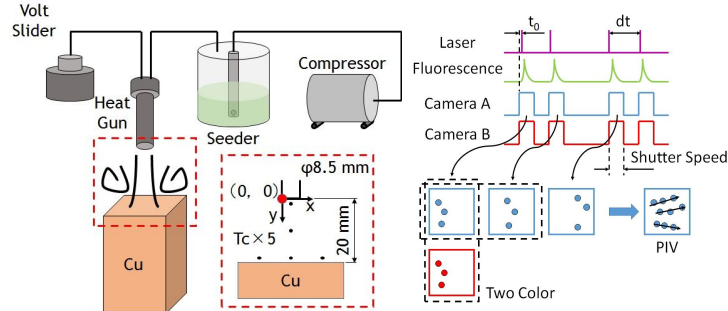 Volt
Slider
Heat
Gun
Seeder
Compressor
Cu
φ8.5 mm
(0, 0)
x
y
Tc×5
20 mm
Cu
t0
dt
Laser
Fluorescence
Camera A
Camera B
Shutter Speed
PIV
Two Color